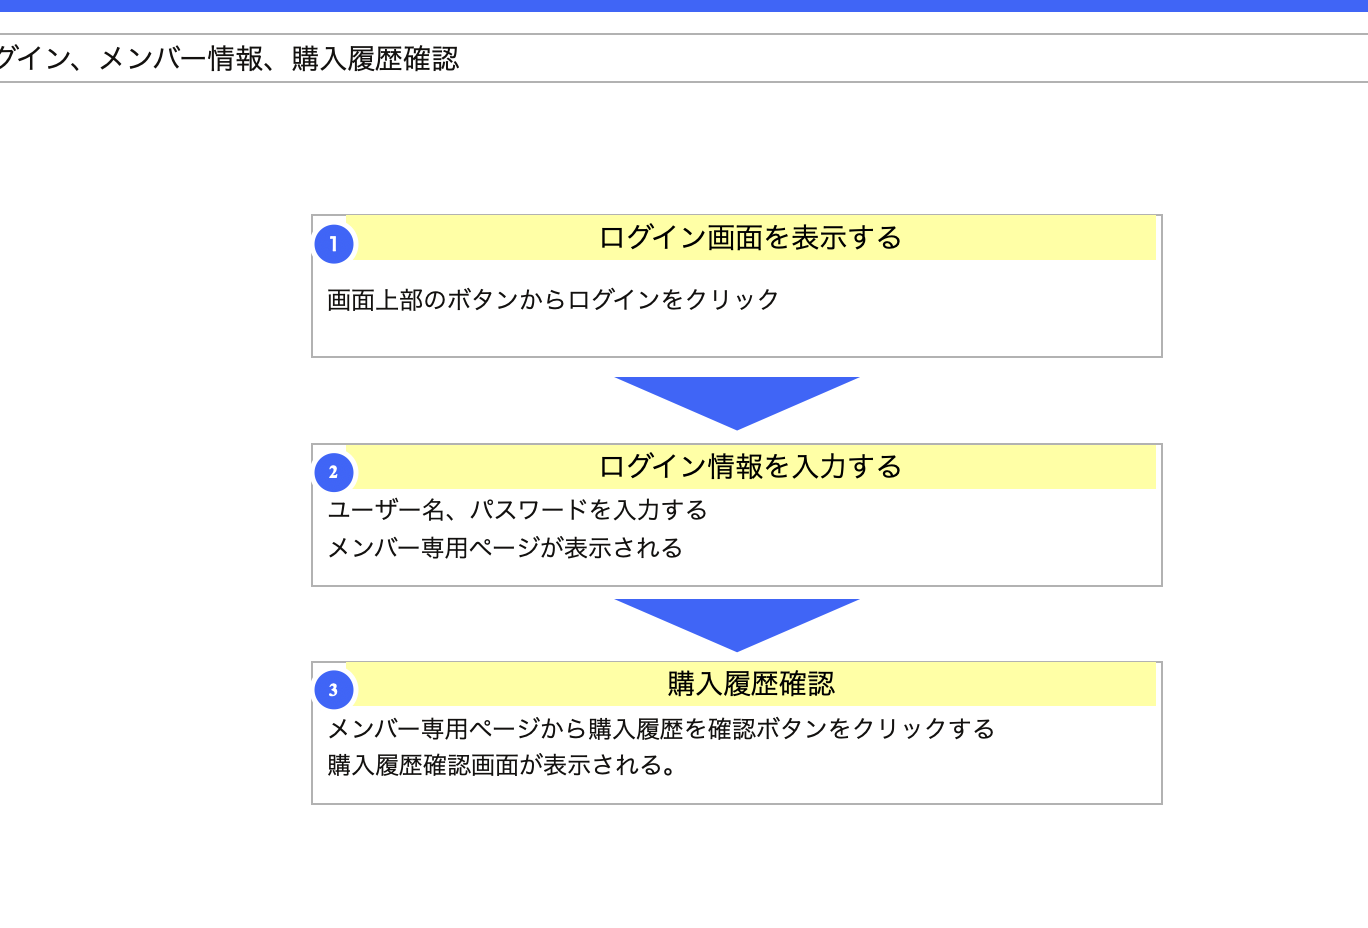 グイン、メンバー情報、購入履歴確認
1
ログイン画面を表示する
画面上部のボタンからログインをクリック
2
ログイン情報を入力する
ユーザー名、パスワードを入力する
メンバー専用ページが表示される
3
購入履歴確認
メンバー専用ページから購入履歴を確認ボタンをクリックする
購入履歴確認画面が表示される。